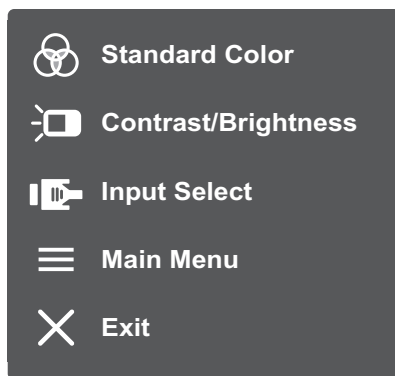 Standard Color
Contrast/Brightness
Input Select
Main Menu
Exit